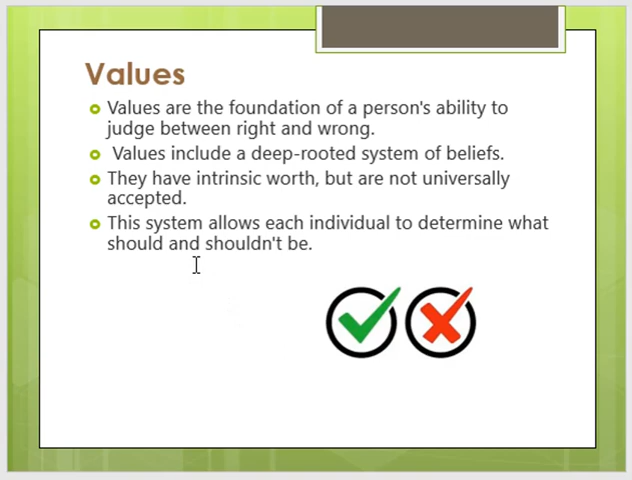 Values
Values are the foundation of a person's ability to
judge between right and wrong.
Values include a deep-rooted system of beliefs.
They have intrinsic worth, but are not universally
accepted.
This system allows each individual to determine what
should and shouldn't be.